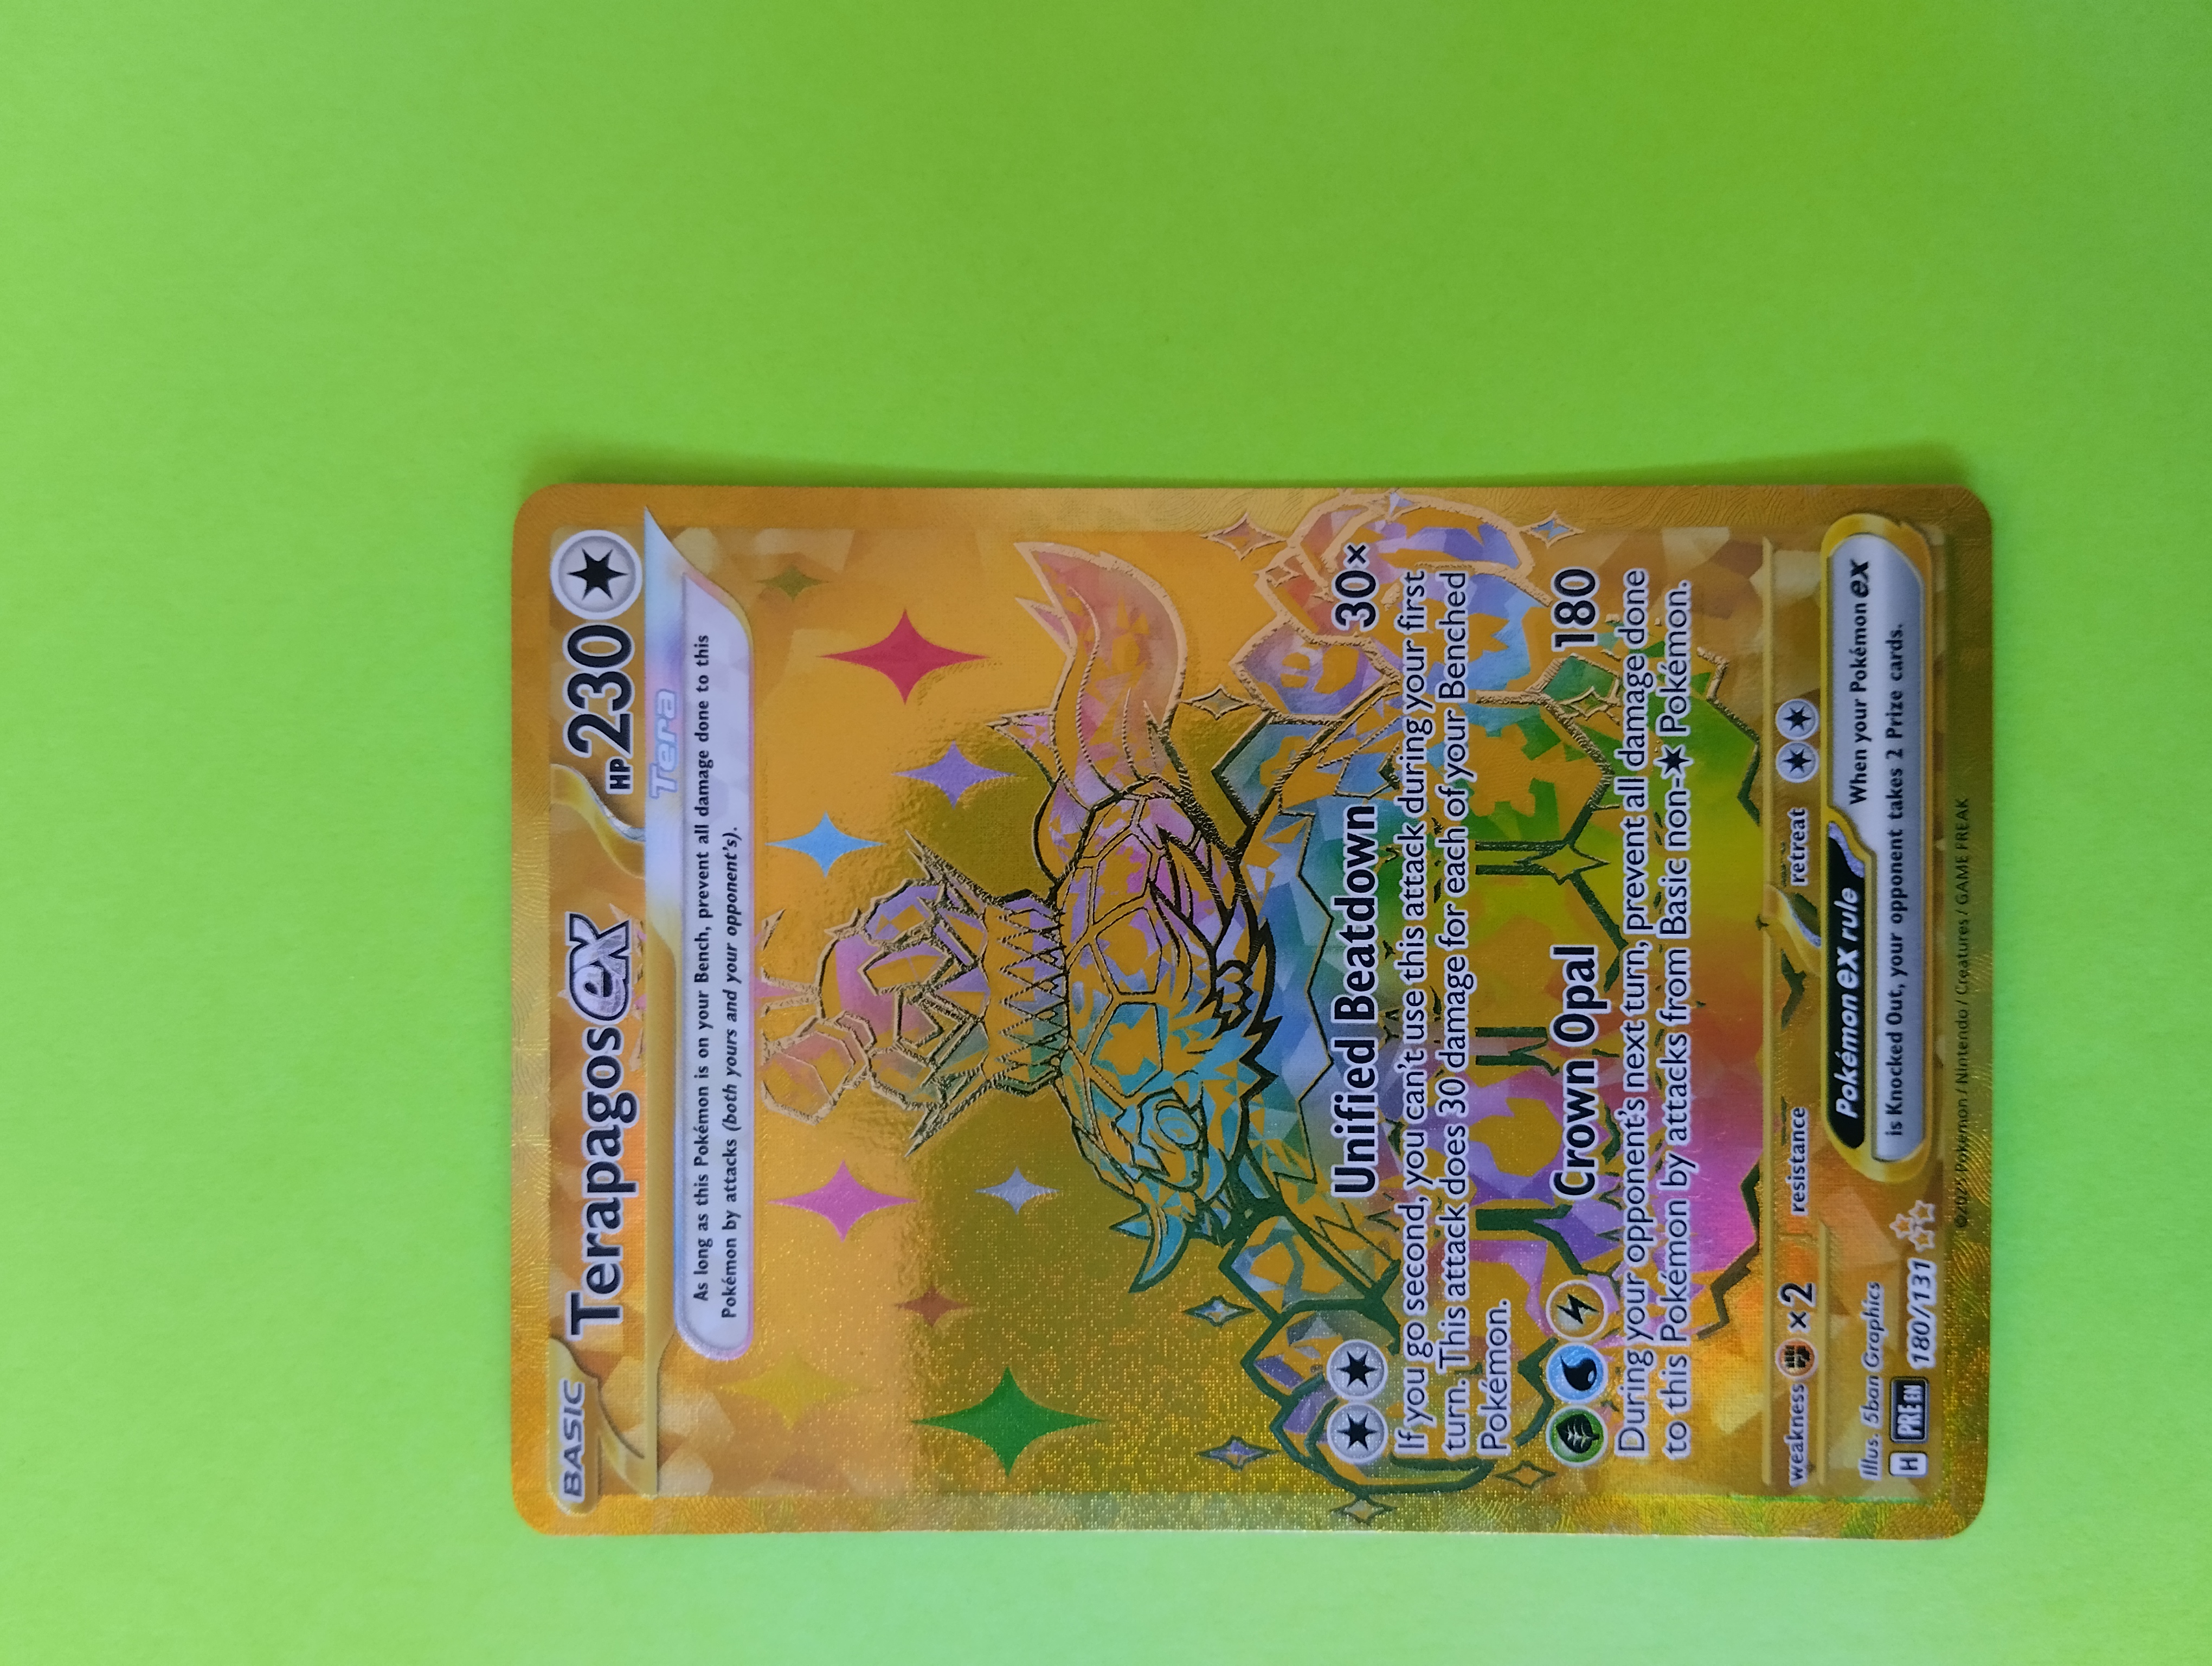 BASIC
Terapagos ex
HP 230
Tera
As long as this Pokémon is on your Bench, prevent all damage done to this
Pokémon by attacks (both yours and your opponent's).
Unified Beatdown 30×
If you go second, you can't use this attack during your first
turn. This attack does 30 damage for each of your Benched
Pokémon.
Crown Opal 180
During your opponent's next turn, prevent all damage done
to this Pokémon by attacks from Basic non- Pokémon.
weakness ×2 resistance retreat
Illus. 5ban Graphics
Pokémon ex rule
When your Pokémon ex
is Knocked Out, your opponent takes 2 Prize cards.
H PRE EN 180/131
©2025 Pokémon / Nintendo / Creatures / GAME FREAK